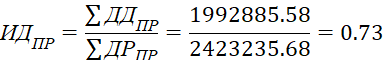 ИД_ПР = ∑ ДД_ПР / ∑ ДР_ПР = 1992885.58 / 2423235.68 = 0.73